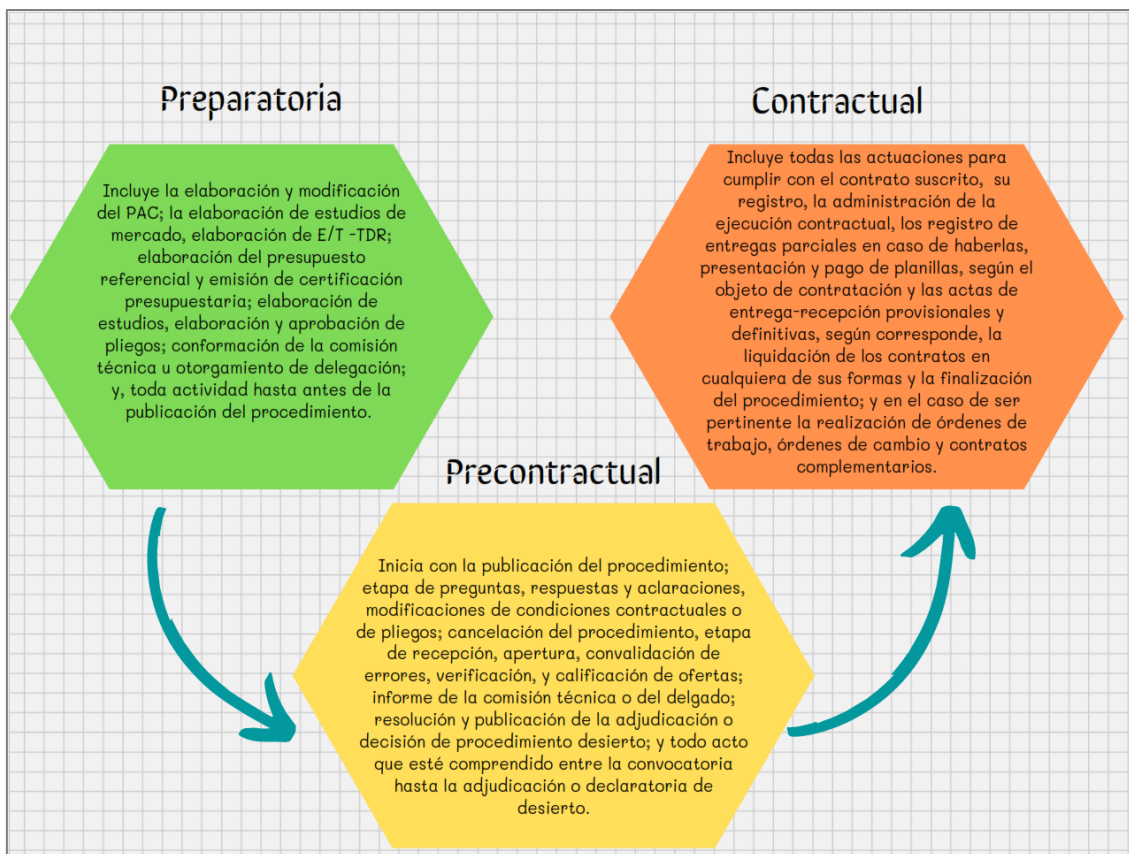 Preparatoria
Incluye la elaboración y modificación
del PAC; la elaboración de estudios de
mercado, elaboración de E/T -TDR;
elaboración del presupuesto
referencial y emisión de certificación
presupuestaria; elaboración de
estudios, elaboración y aprobación de
pliegos; conformación de la comisión
técnica u otorgamiento de delegación;
y, toda actividad hasta antes de la
publicación del procedimiento.
Precontractual
Inicia con la publicación del procedimiento;
etapa de preguntas, respuestas y aclaraciones,
modificaciones de condiciones contractuales o
de pliegos; cancelación del procedimiento, etapa
de recepción, apertura, convalidación de
errores, verificación, y calificación de ofertas;
informe de la comisión técnica o del delgado;
resolución y publicación de la adjudicación o
decisión de procedimiento desierto; y todo acto
que esté comprendido entre la convocatoria
hasta la adjudicación o declaratoria de
desierto.
Contractual
Incluye todas las actuaciones para
cumplir con el contrato suscrito, su
registro, la administración de la
ejecución contractual, los registro de
entregas parciales en caso de haberlas,
presentación y pago de planillas, según el
objeto de contratación y las actas de
entrega-recepción provisionales y
definitivas, según corresponde, la
liquidación de los contratos en
cualquiera de sus formas y la finalización
del procedimiento; y en el caso de ser
pertinente la realización de órdenes de
trabajo, órdenes de cambio y contratos
complementarios.